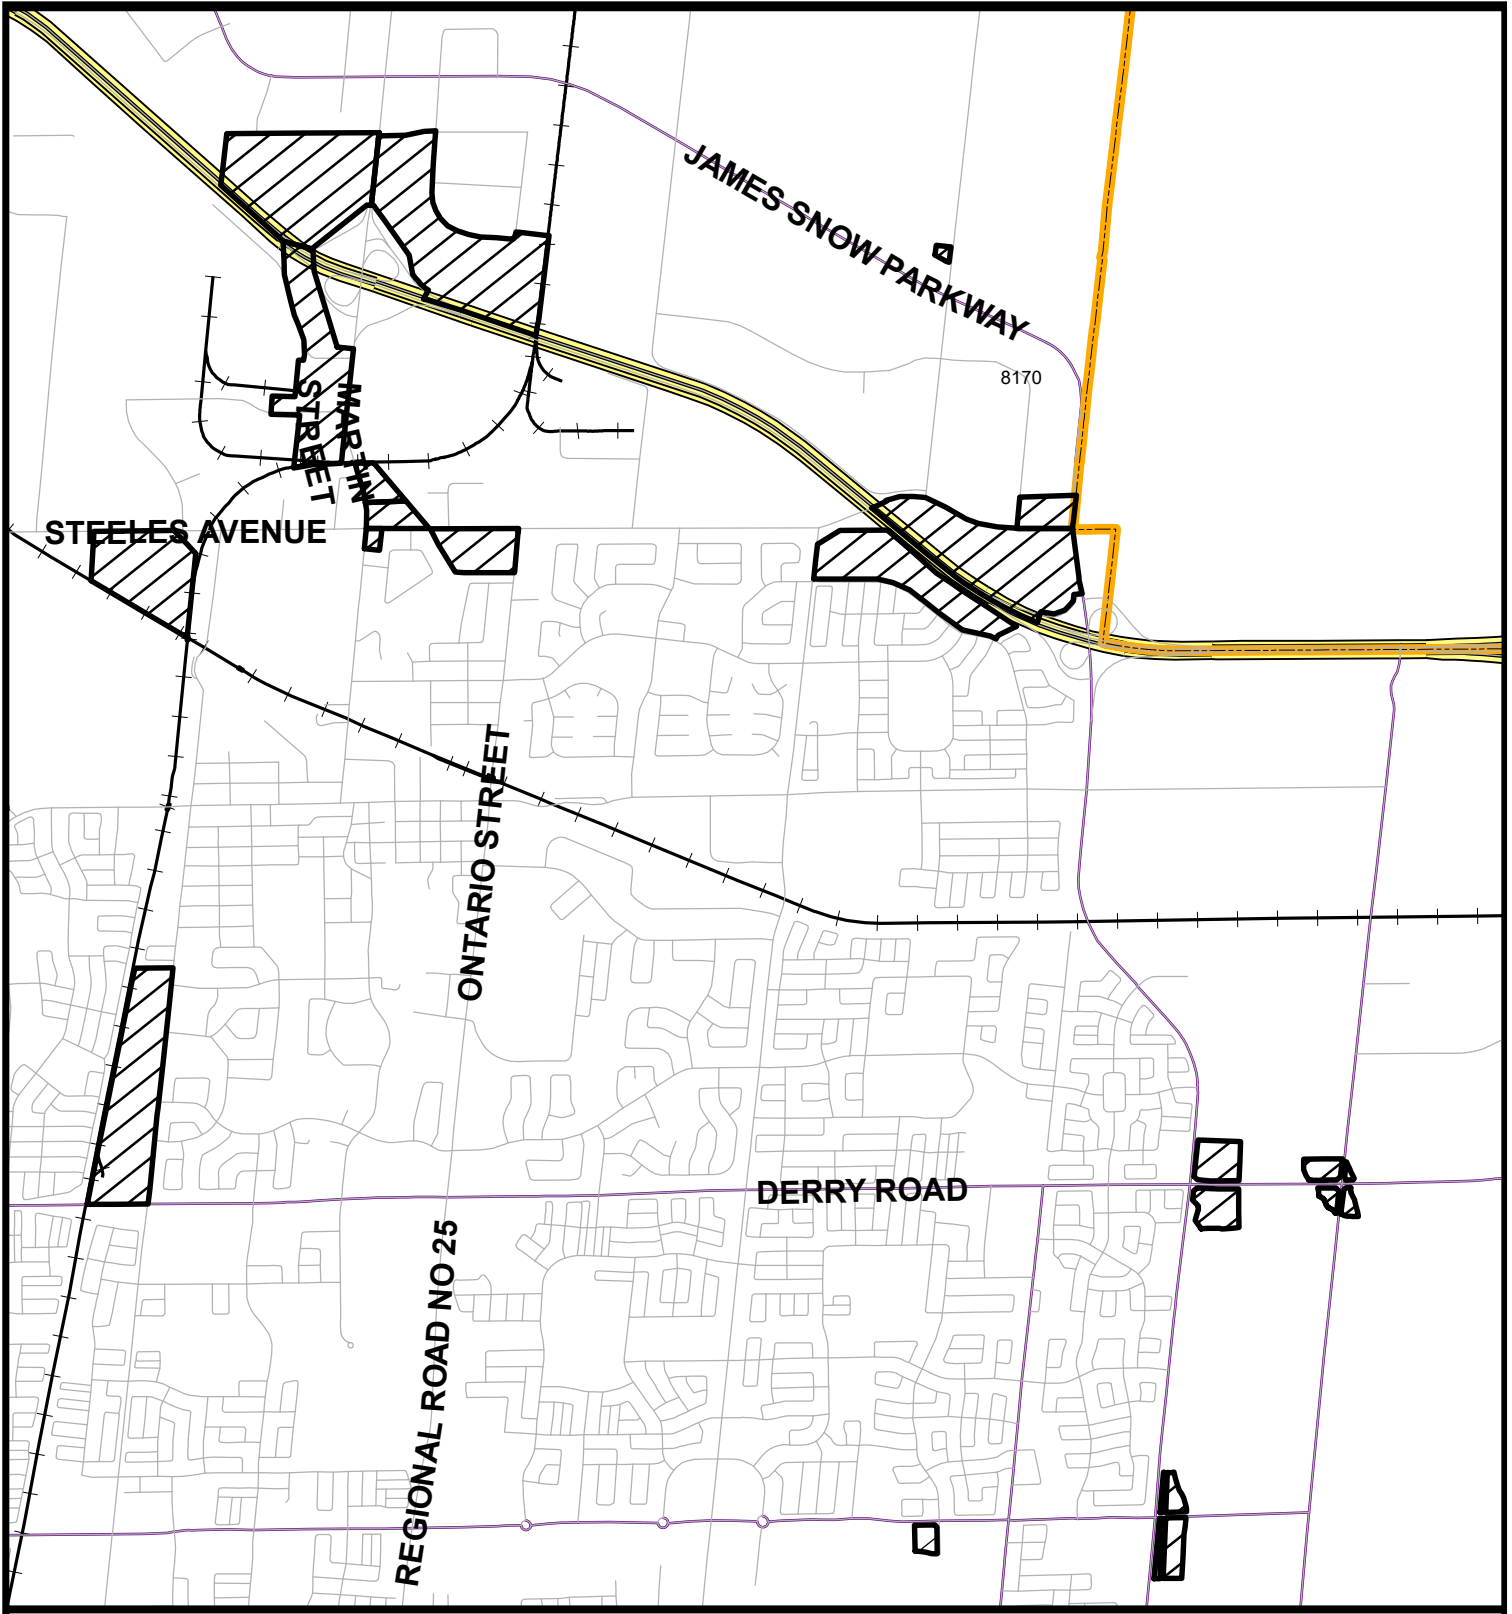 JAMES SNOW PARKWAY
8170
MARTIN
STREET
STEELES AVENUE
ONTARIO STREET
DERRY ROAD
REGIONAL ROAD NO 25